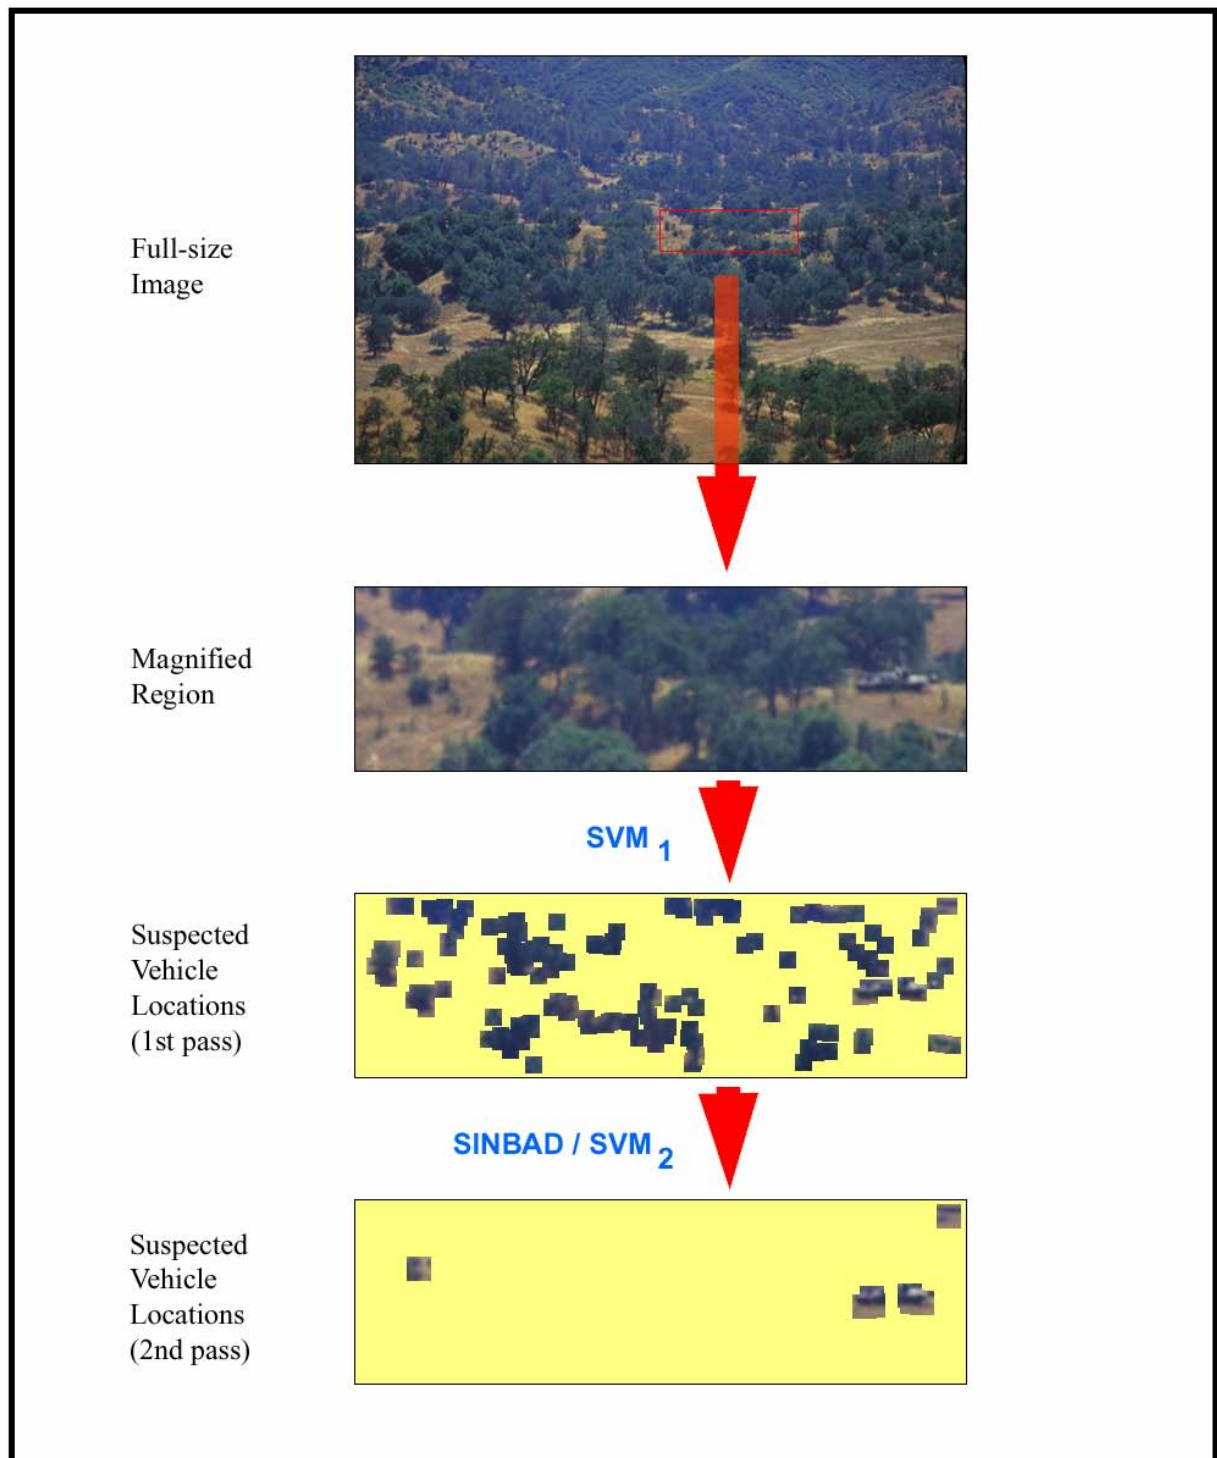 Full-size
Image
Magnified
Region
SVM 1
Suspected
Vehicle
Locations
(1st pass)
SINBAD / SVM 2
Suspected
Vehicle
Locations
(2nd pass)